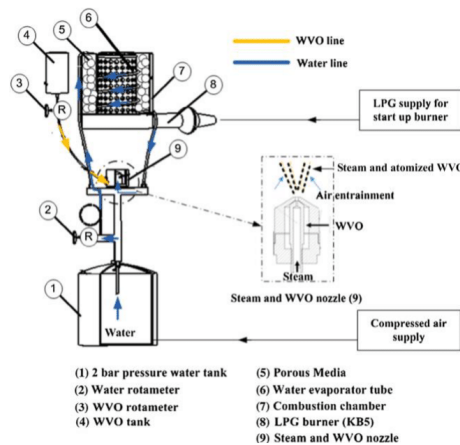 4
5
6
WVO line
Water line
7
3
R
8
LPG supply for
start up burner
9
Steam and atomized WVO
Air entrainment
2
R
WVO
Steam
1
Steam and WVO nozzle (9)
Water
Compressed air
supply
(1) 2 bar pressure water tank
(2) Water rotameter
(3) WVO rotameter
(4) WVO tank
(5) Porous Media
(6) Water evaporator tube
(7) Combustion chamber
(8) LPG burner (KB5)
(9) Steam and WVO nozzle